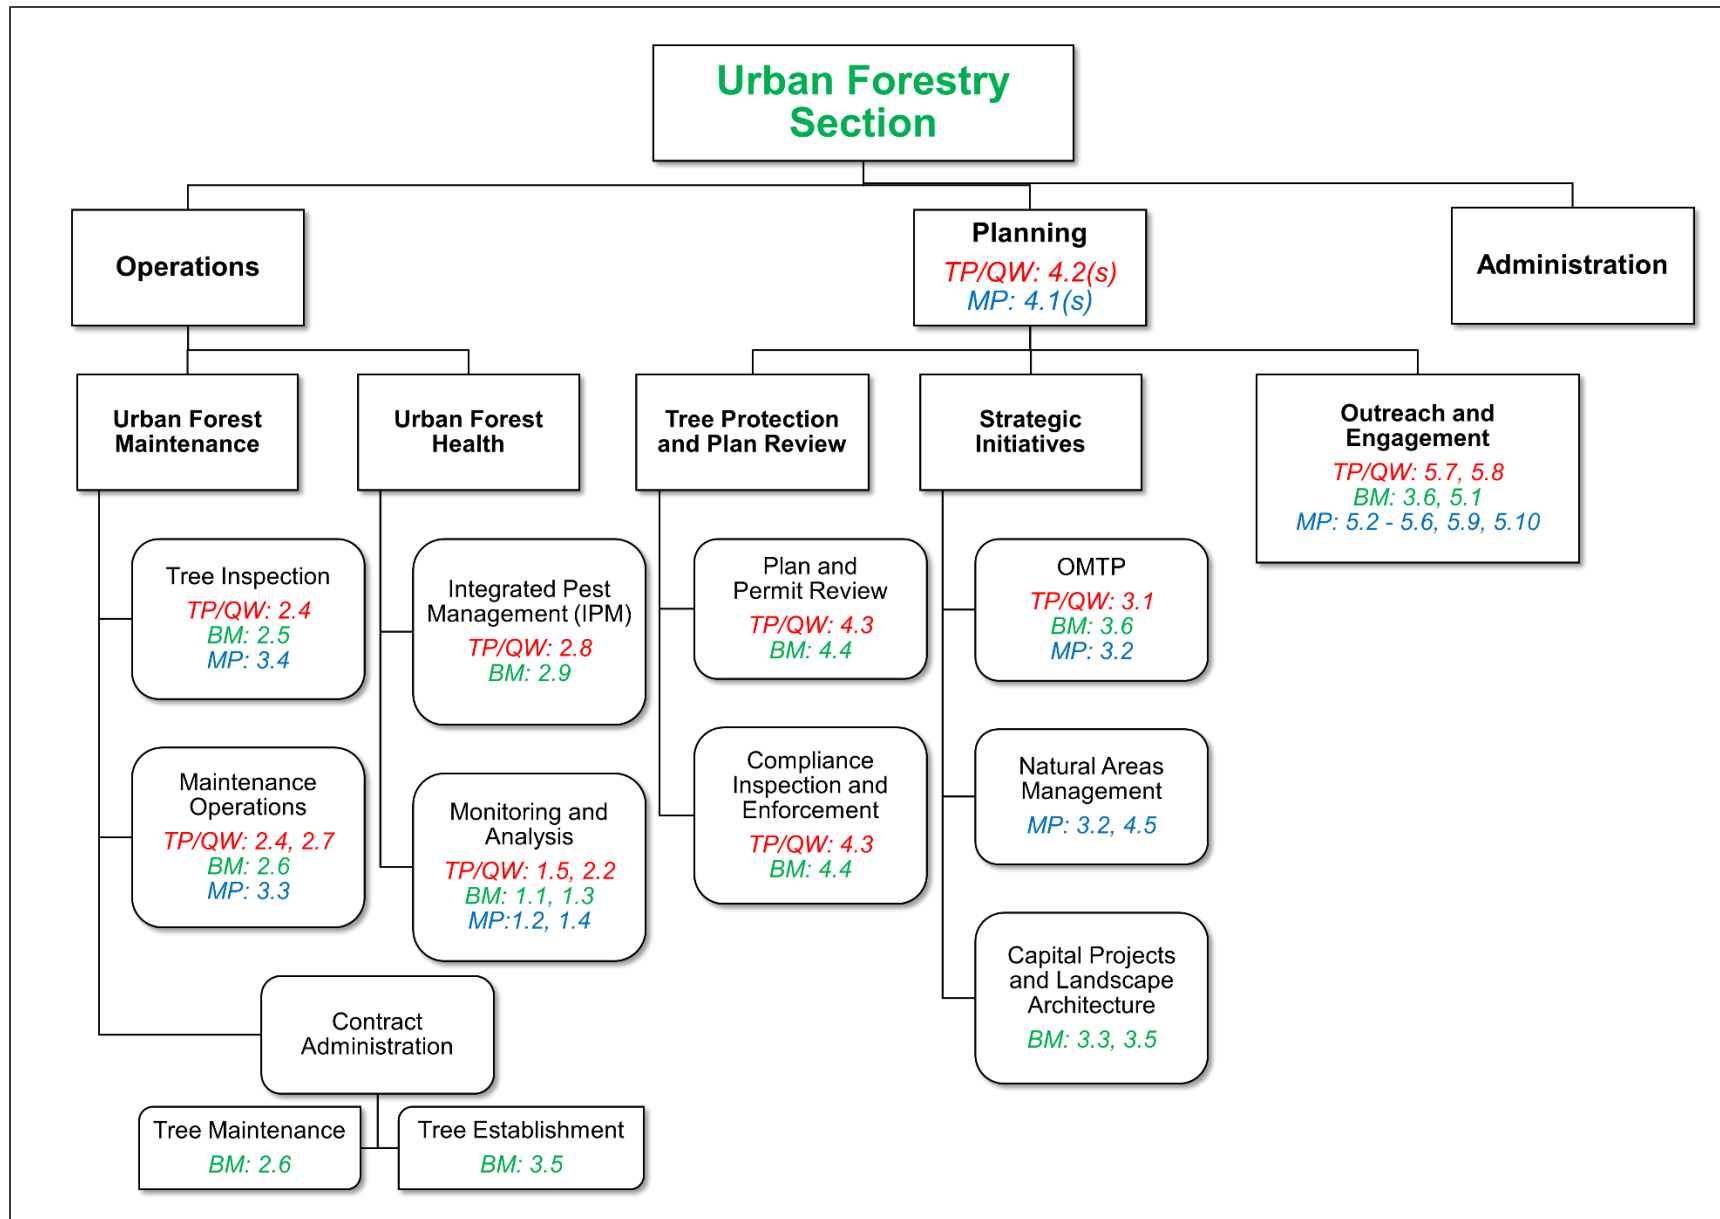 Urban Forestry
Section
Operations
Planning
TP/QW: 4.2(s)
MP: 4.1(s)
Administration
Urban Forest
Maintenance
Urban Forest
Health
Tree Protection
and Plan Review
Strategic
Initiatives
Outreach and
Engagement
TP/QW: 5.7, 5.8
BM: 3.6, 5.1
MP: 5.2 - 5.6, 5.9, 5.10
Tree Inspection
TP/QW: 2.4
BM: 2.5
MP: 3.4
Integrated Pest
Management (IPM)
TP/QW: 2.8
BM: 2.9
Plan and
Permit Review
TP/QW: 4.3
BM: 4.4
OMTP
TP/QW: 3.1
BM: 3.6
MP: 3.2
Maintenance
Operations
TP/QW: 2.4, 2.7
BM: 2.6
MP: 3.3
Monitoring and
Analysis
TP/QW: 1.5, 2.2
BM: 1.1, 1.3
MP:1.2, 1.4
Compliance
Inspection and
Enforcement
TP/QW: 4.3
BM: 4.4
Natural Areas
Management
MP: 3.2, 4.5
Contract
Administration
Capital Projects
and Landscape
Architecture
BM: 3.3, 3.5
Tree Maintenance
BM: 2.6
Tree Establishment
BM: 3.5